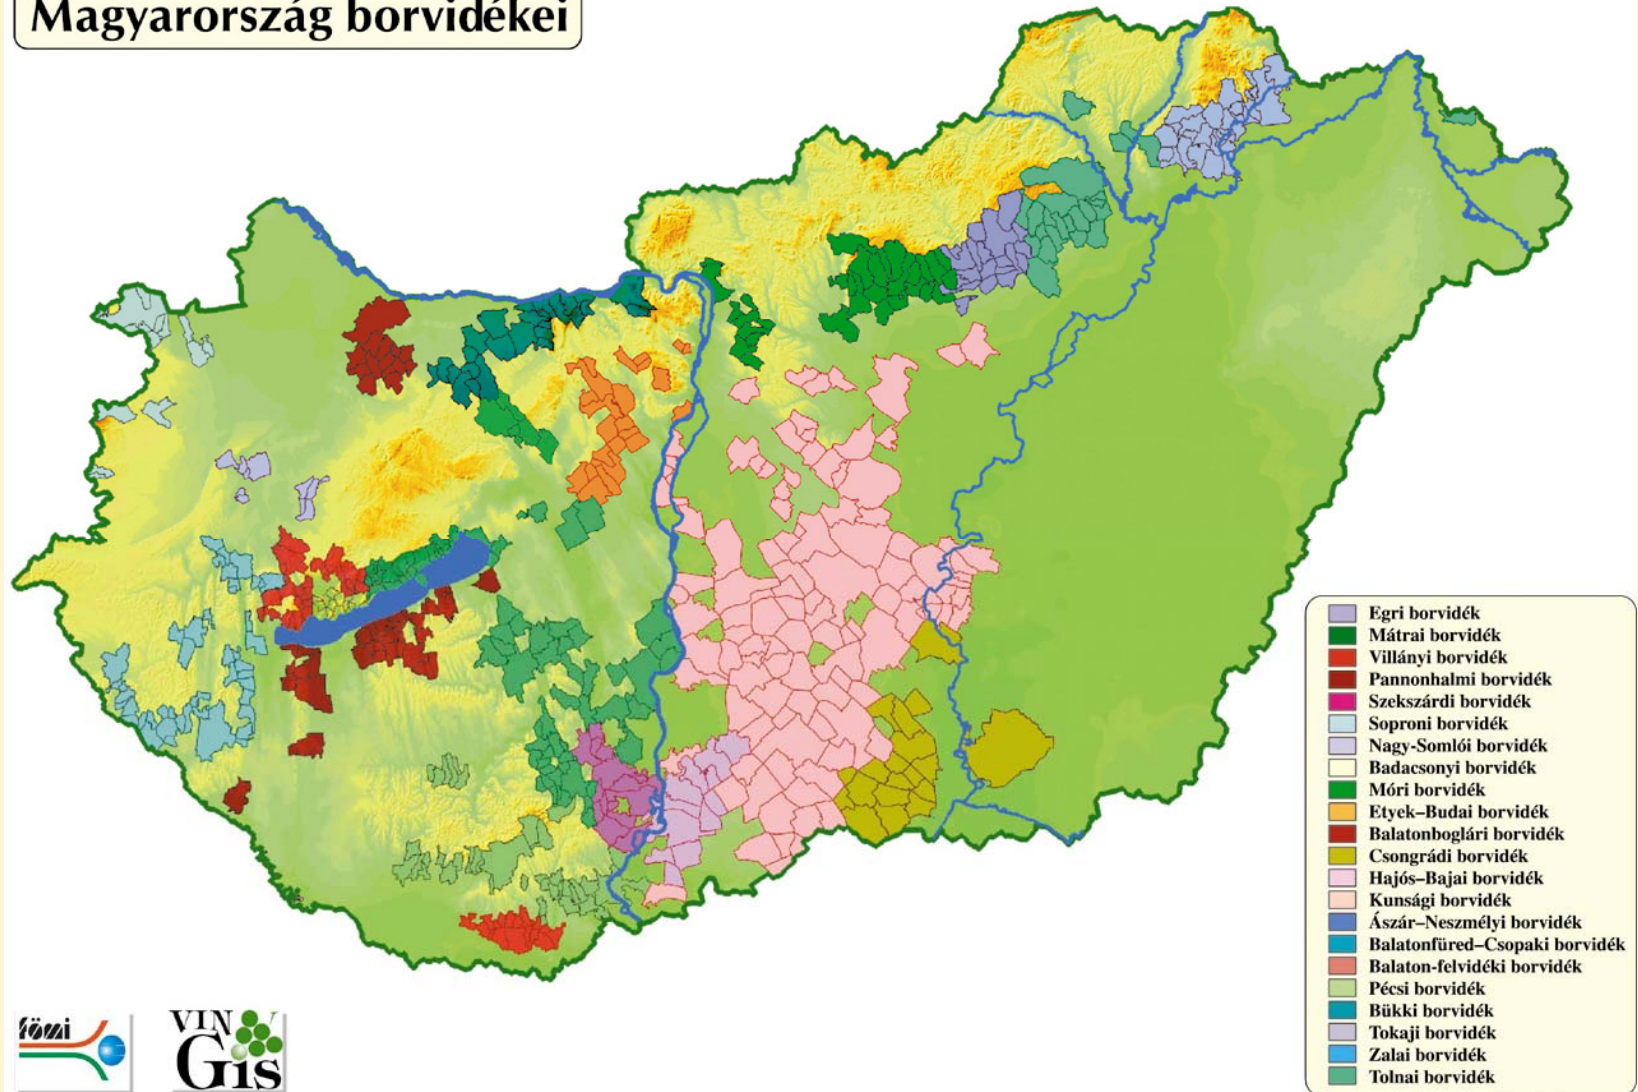 Magyarország borvidékei
Egri borvidék
Mátrai borvidék
Villányi borvidék
Pannonhalmi borvidék
Szekszárdi borvidék
Soproni borvidék
Nagy-Somlói borvidék
Badacsonyi borvidék
Móri borvidék
Etyek–Budai borvidék
Balatonboglári borvidék
Csongrádi borvidék
Hajós–Bajai borvidék
Kunsági borvidék
Ászár–Neszmélyi borvidék
Balatonfüred–Csopaki borvidék
Balaton-felvidéki borvidék
Pécsi borvidék
Bükki borvidék
Tokaji borvidék
Zalai borvidék
Tolnai borvidék
fömi
VIN
Gis